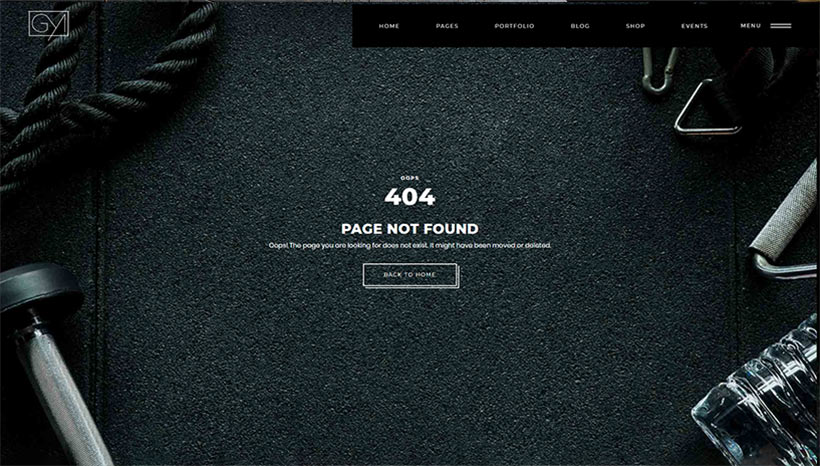 GYM
HOME PAGES PORTFOLIO BLOG SHOP EVENTS MENU
OOPS
404
PAGE NOT FOUND
Oops! The page you are looking for does not exist. It might have been moved or deleted.
BACK TO HOME